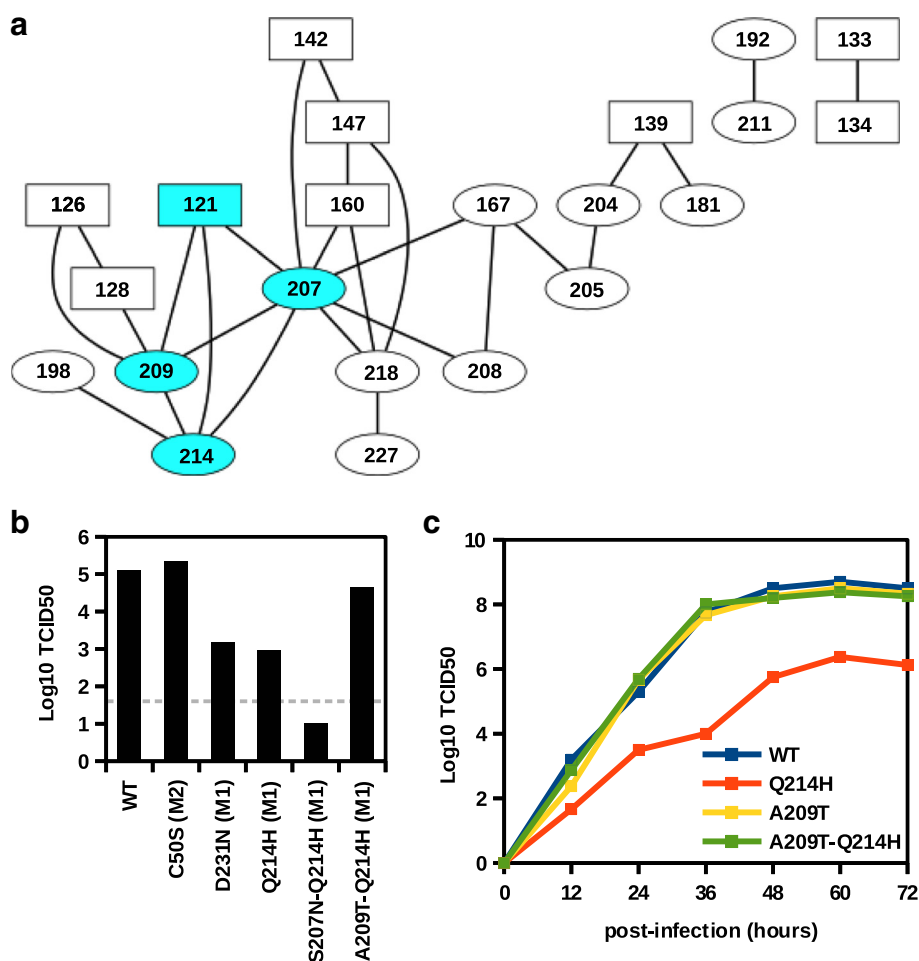 a
142
192
133
147
211
134
139
126
121
160
167
204
181
128
207
205
198
209
218
208
214
227
b
Log10 TCID50
6
5
4
3
2
1
0
WT
C50S (M2)
D231N (M1)
Q214H (M1)
S207N-Q214H (M1)
A209T-Q214H (M1)
c
Log10 TCID50
10
8
6
4
2
0
0 12 24 36 48 60 72
post-infection (hours)
WT
Q214H
A209T
A209T-Q214H